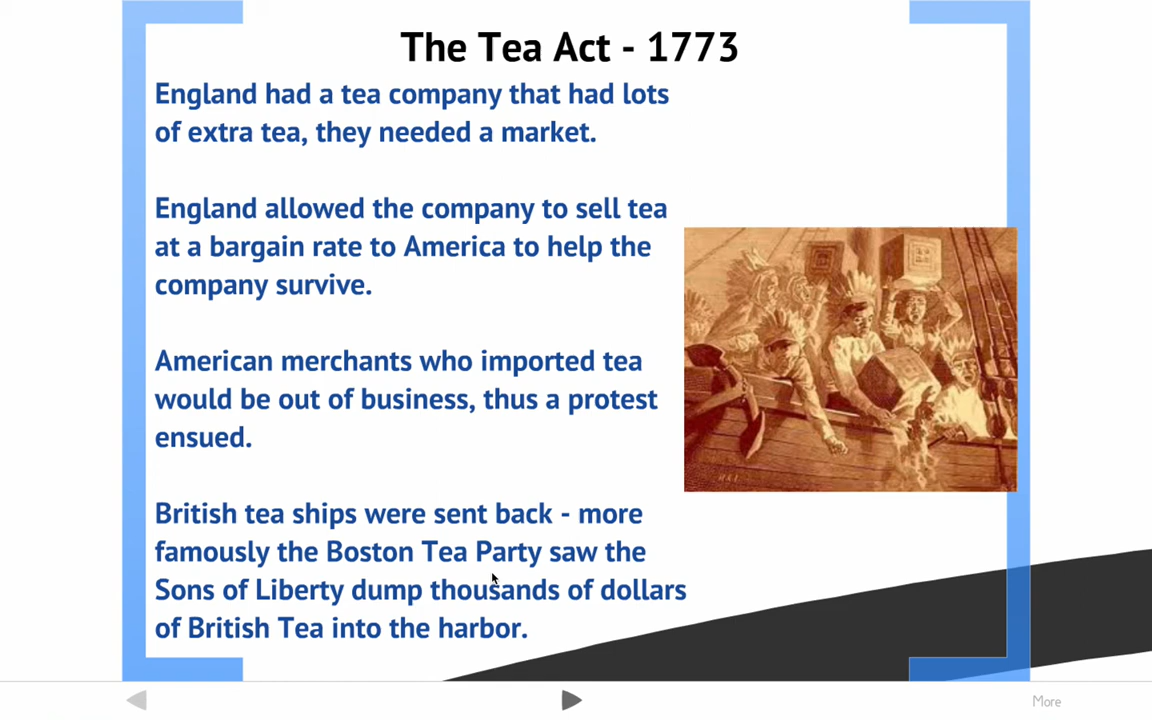 The Tea Act - 1773
England had a tea company that had lots
of extra tea, they needed a market.
England allowed the company to sell tea
at a bargain rate to America to help the
company survive.
American merchants who imported tea
would be out of business, thus a protest
ensued.
British tea ships were sent back - more
famously the Boston Tea Party saw the
Sons of Liberty dump thousands of dollars
of British Tea into the harbor.
More